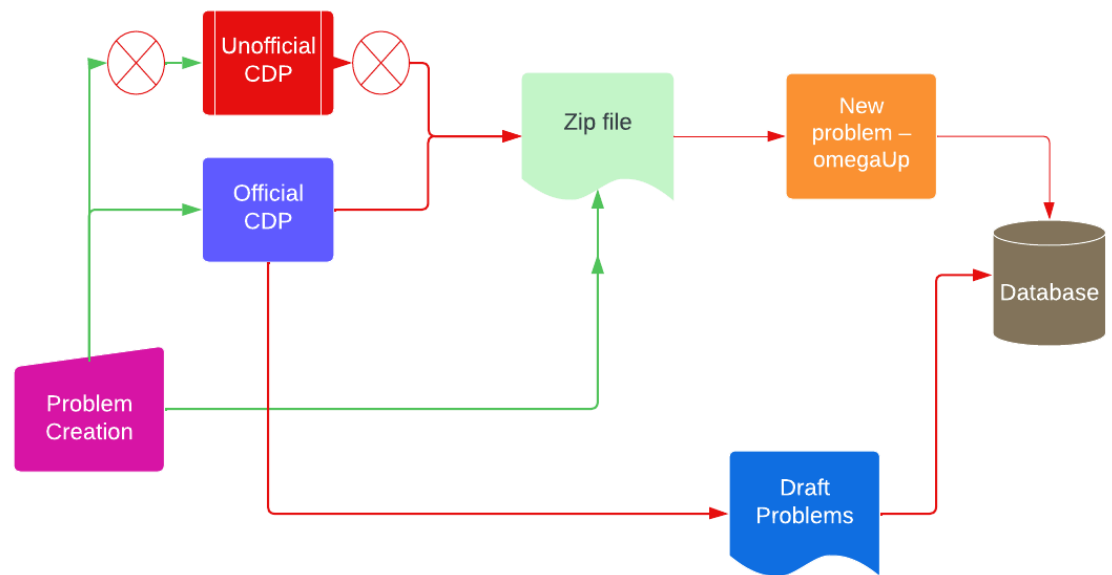 Unofficial
CDP
Zip file
New
problem –
omegaUp
Official
CDP
Database
Problem
Creation
Draft
Problems